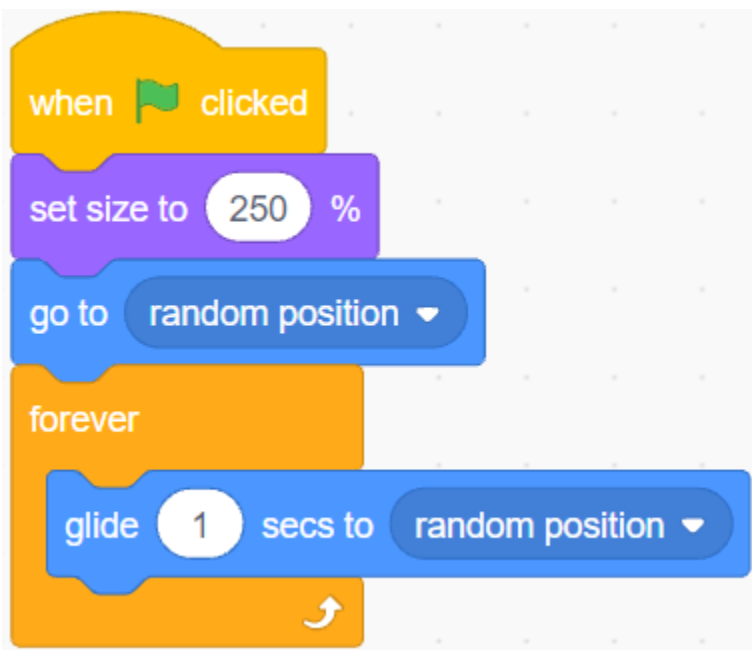 when clicked
set size to 250 %
go to random position
forever
glide 1 secs to random position